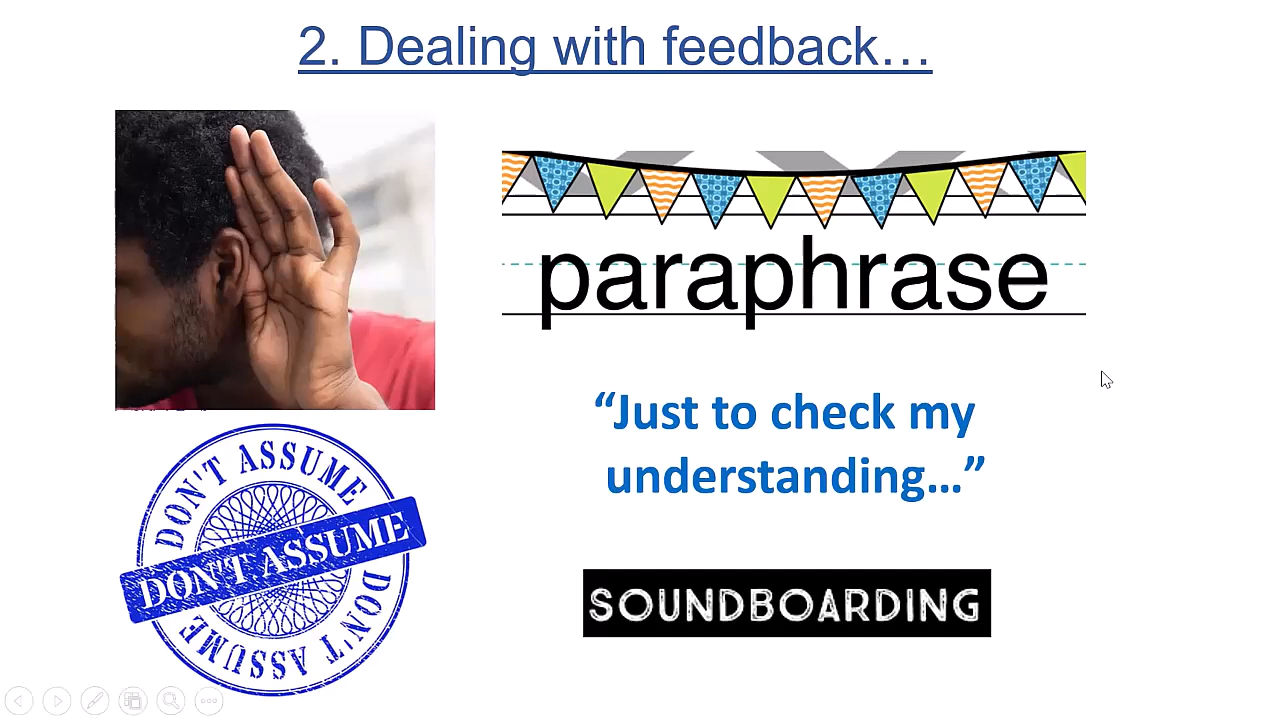 2. Dealing with feedback…
paraphrase
“Just to check my
understanding…”
DON'T ASSUME
DON'T ASSUME
DON'T ASSUME
SOUNDBOARDING